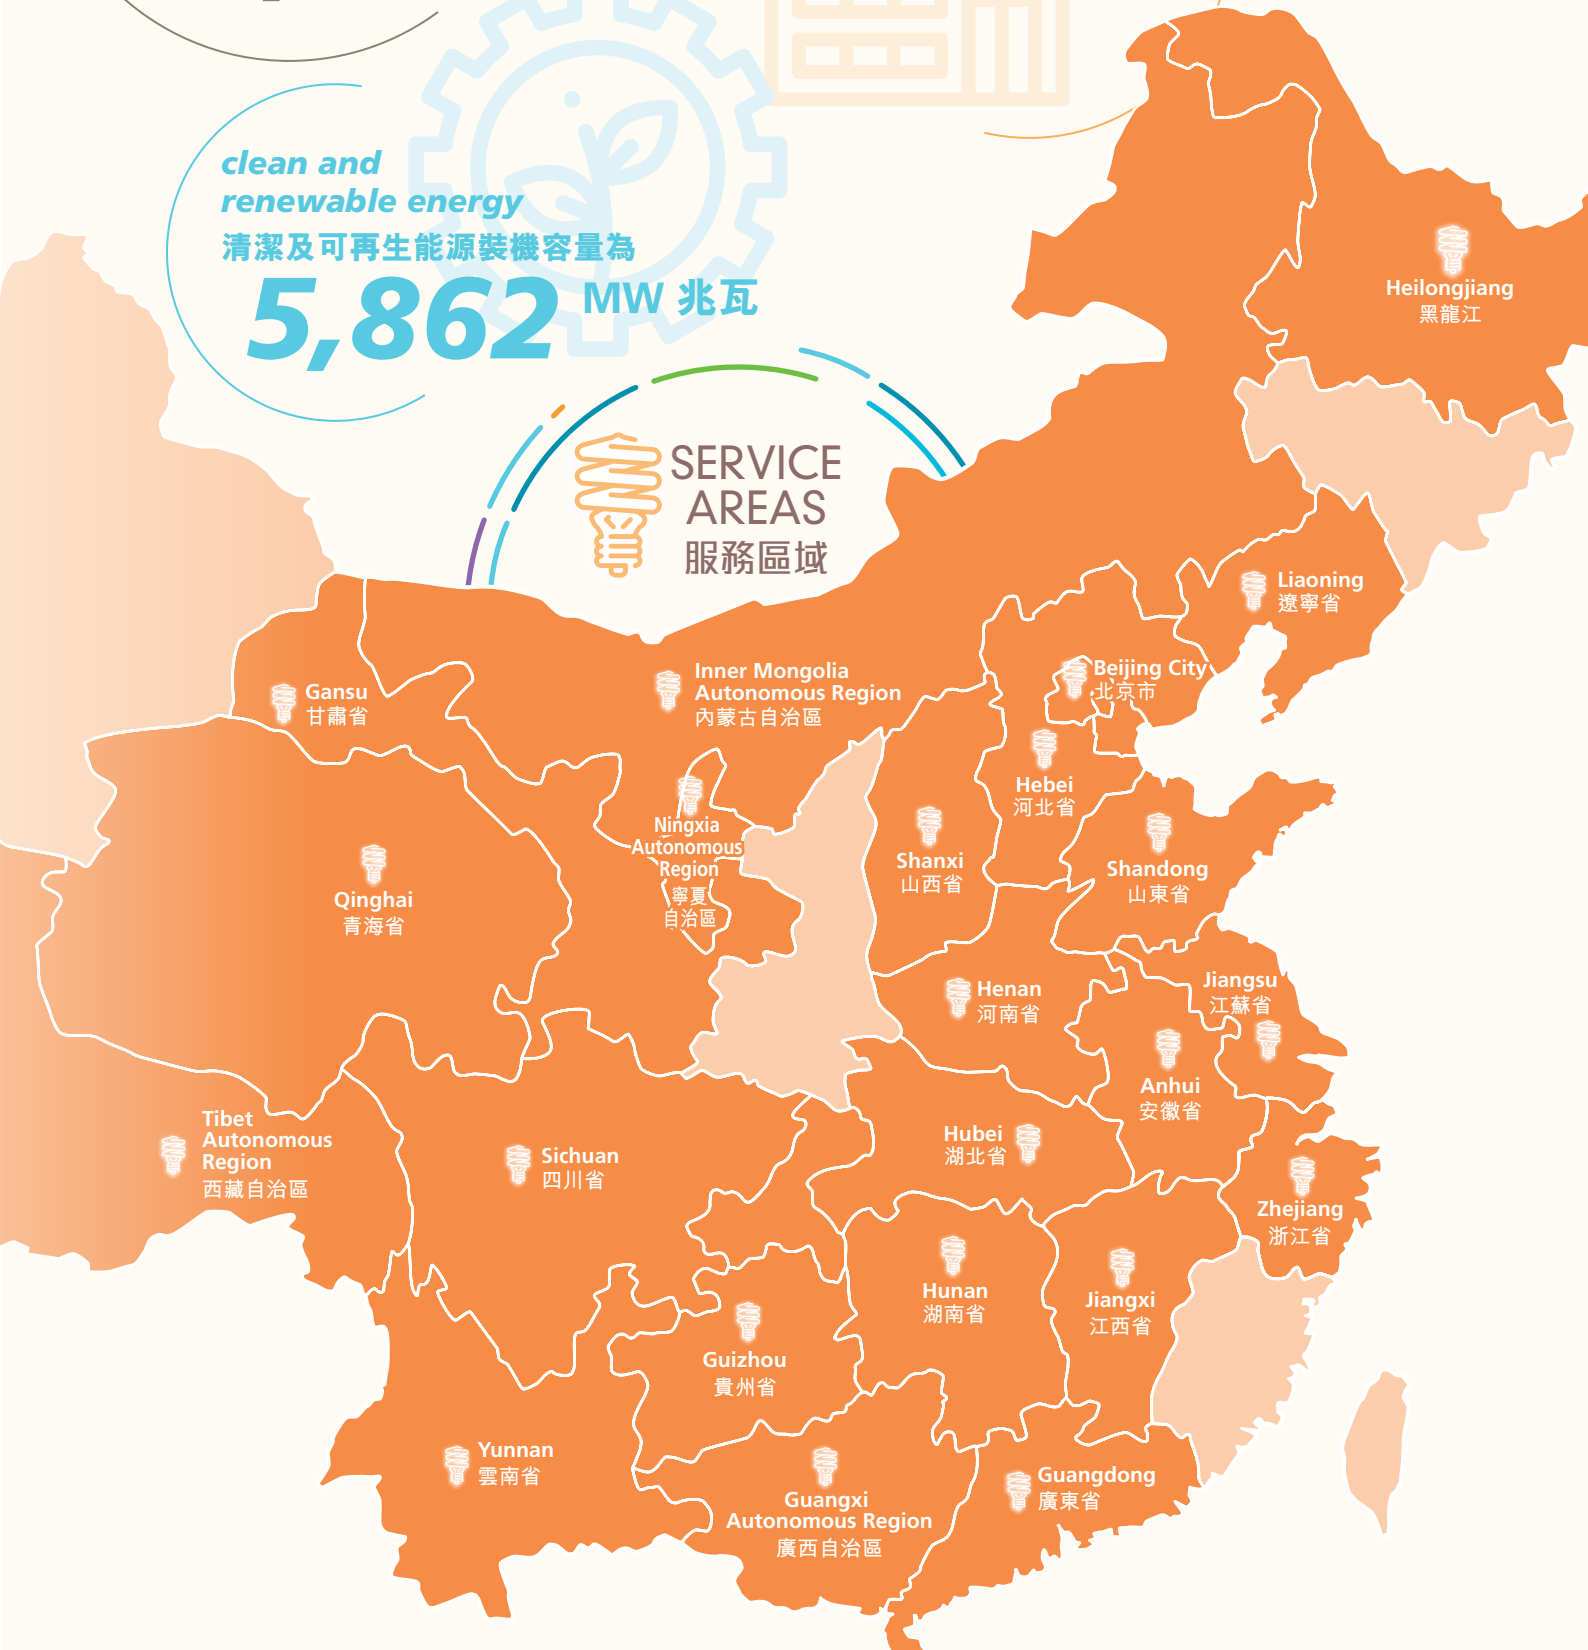 clean and
renewable energy
清潔及可再生能源裝機容量為
5,862 MW 兆瓦
SERVICE
AREAS
服務區域
Heilongjiang
黑龍江
Liaoning
遼寧省
Inner Mongolia
Autonomous Region
內蒙古自治區
Beijing City
北京市
Gansu
甘肅省
Hebei
河北省
Ningxia
Autonomous
Region
寧夏
自治區
Shanxi
山西省
Shandong
山東省
Qinghai
青海省
Henan
河南省
Jiangsu
江蘇省
Anhui
安徽省
Tibet
Autonomous
Region
西藏自治區
Sichuan
四川省
Hubei
湖北省
Zhejiang
浙江省
Hunan
湖南省
Jiangxi
江西省
Guizhou
貴州省
Yunnan
雲南省
Guangxi
Autonomous Region
廣西自治區
Guangdong
廣東省